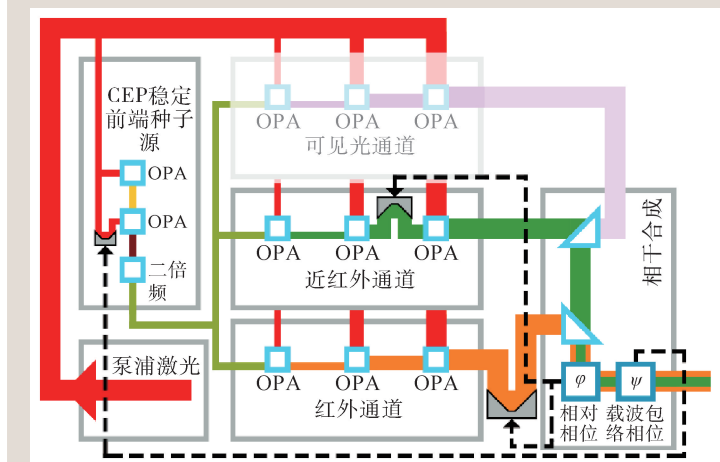 CEP稳定
前端种子
源
OPA
OPA
二倍
频
泵浦激光
OPA
OPA
OPA
可见光通道
OPA
OPA
OPA
近红外通道
OPA
OPA
OPA
红外通道
相干合成
φ
ψ
相对
相位
载波包
络相位